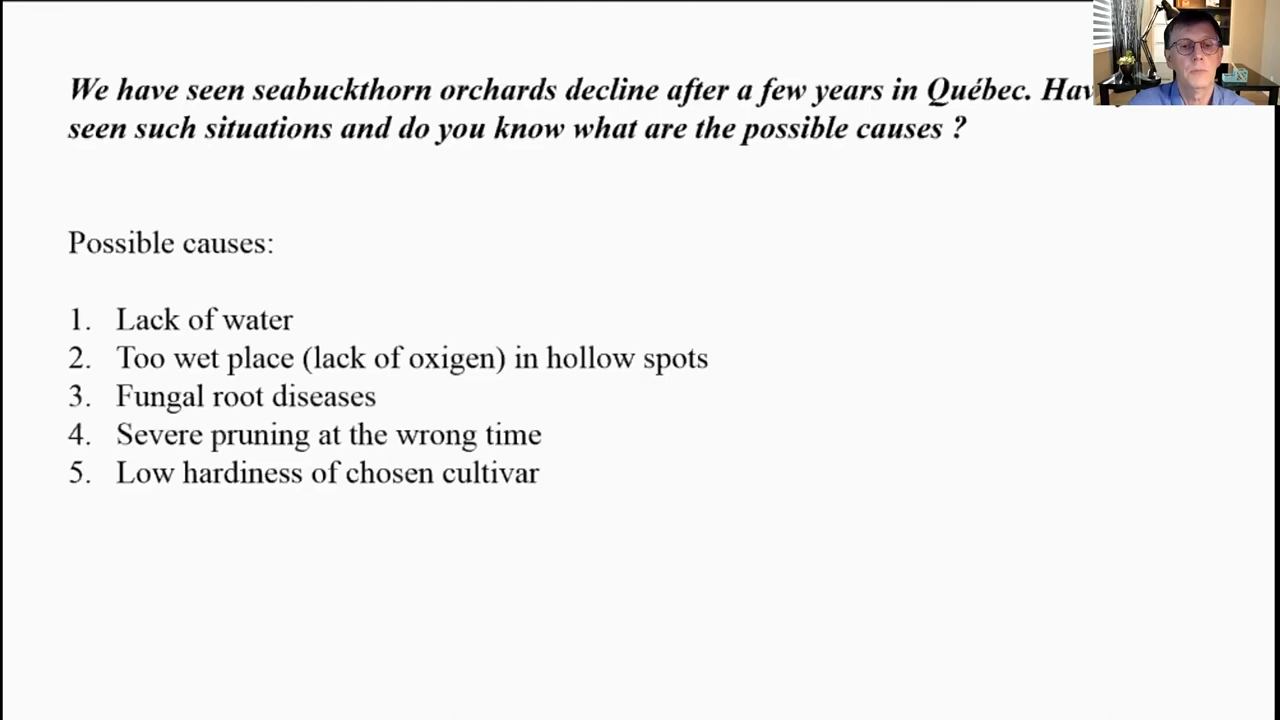 We have seen seabuckthorn orchards decline after a few years in Québec.
seen such situations and do you know what are the possible causes ?
Possible causes:
1. Lack of water
2. Too wet place (lack of oxigen) in hollow spots
3. Fungal root diseases
4. Severe pruning at the wrong time
5. Low hardiness of chosen cultivar